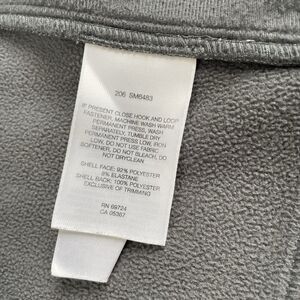 206 SM6483
IF PRESENT CLOSE HOOK AND LOOP
FASTENER, MACHINE WASH WARM
PERMANENT PRESS, WASH
SEPARATELY, TUMBLE DRY
PERMANENT PRESS LOW, IRON
LOW, DO NOT USE FABRIC
SOFTENER, DO NOT BLEACH, DO
NOT DRYCLEAN
SHELL FACE: 92% POLYESTER
8% ELASTANE
SHELL BACK: 100% POLYESTER
EXCLUSIVE OF TRIMMING
RN 69724
CA 05367